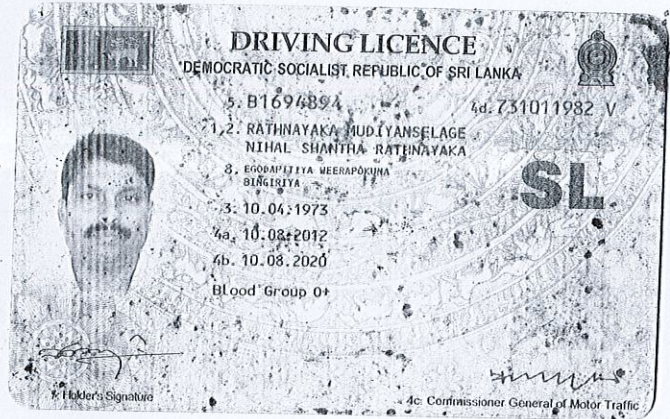 DRIVING LICENCE
DEMOCRATIC SOCIALIST REPUBLIC OF SRI LANKA
5. B1694894
4d. 731011982 V
1,2. RATHNAYAKA MUDIYANSELAGE
NIHAL SHANTHA RATHNAYAKA
8. EGODAPITIYA WEERAPOKUNA
BINGIRIYA
SL
3. 10.04.1973
4a. 10.08.2012
4b. 10.08.2020
Blood Group O+
Holder's Signature
4c. Commissioner General of Motor Traffic